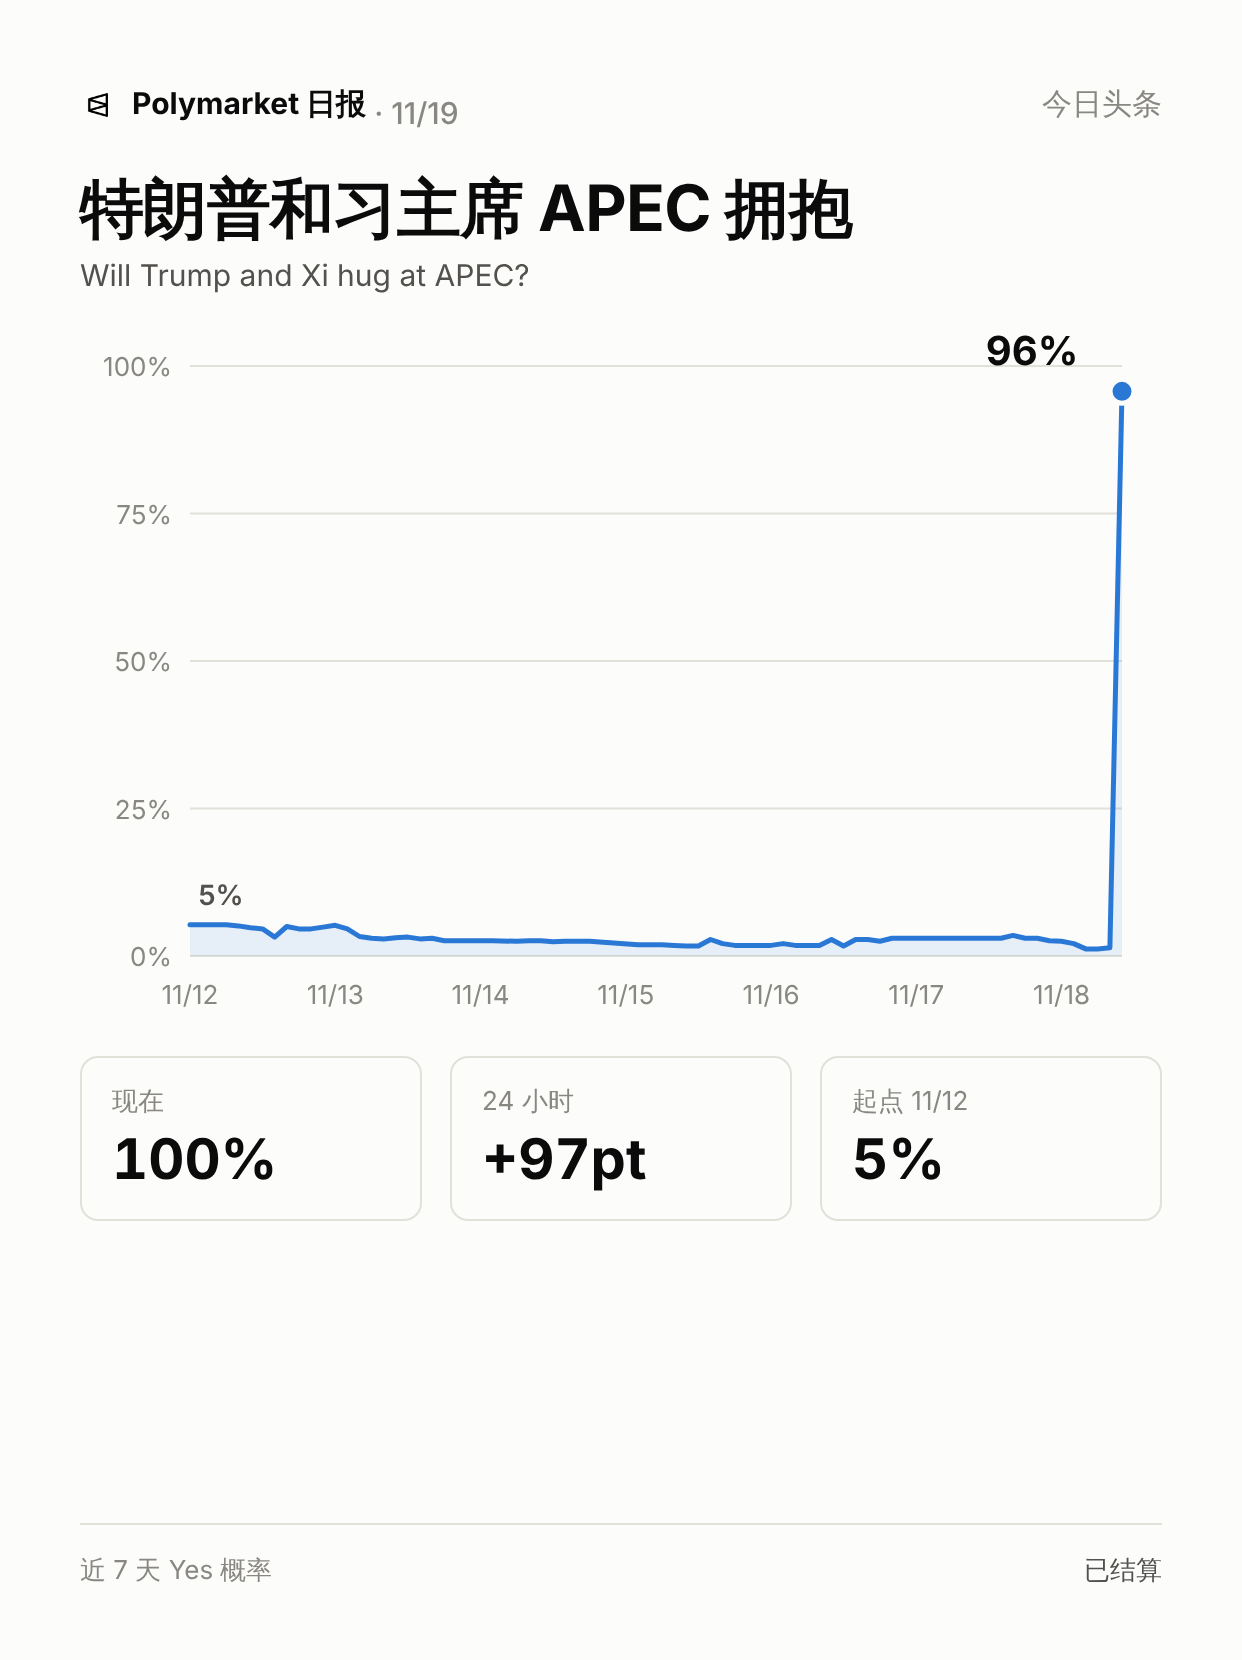 Polymarket 日报 · 11/19
今日头条
特朗普和习主席 APEC 拥抱
Will Trump and Xi hug at APEC?
96%
100%
75%
50%
25%
5%
0%
11/12 11/13 11/14 11/15 11/16 11/17 11/18
现在
100%
24 小时
+97pt
起点 11/12
5%
近 7 天 Yes 概率
已结算